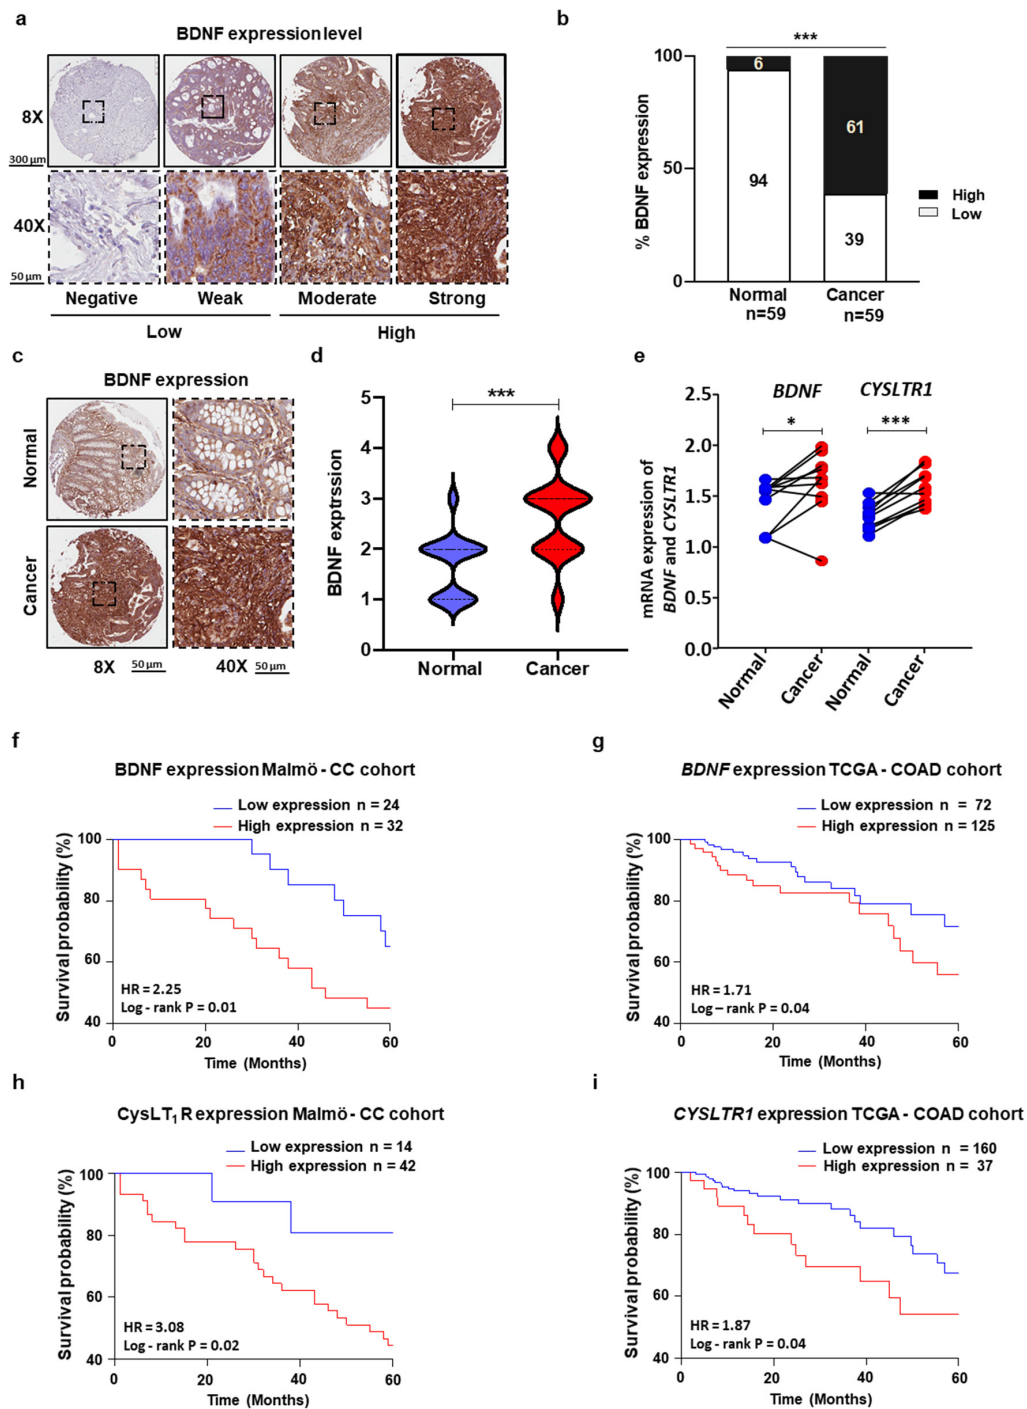 a
BDNF expression level
8X
300 µm
40X
50 µm
Negative Weak Moderate Strong
Low High
b
***
% BDNF expression
100
50
0
6
94
61
39
High
Low
Normal Cancer
n=59 n=59
c
BDNF expression
Normal
Cancer
8X 50 µm 40X 50 µm
d
***
BDNF exptrssion
5
4
3
2
1
0
Normal Cancer
e
BDNF CYSLTR1
* ***
mRNA expression of
BDNF and CYSLTR1
2.5
2.0
1.5
1.0
0.5
0.0
Normal Cancer Normal Cancer
f
BDNF expression Malmö - CC cohort
Low expression n = 24
High expression n = 32
Survival probability (%)
100
80
60
40
HR = 2.25
Log - rank P = 0.01
0 20 40 60
Time (Months)
g
BDNF expression TCGA - COAD cohort
Low expression n = 72
High expression n = 125
Survival probability (%)
100
80
60
40
HR = 1.71
Log – rank P = 0.04
0 20 40 60
Time (Months)
h
CysLT1 R expression Malmö - CC cohort
Low expression n = 14
High expression n = 42
Survival probability (%)
100
80
60
40
HR = 3.08
Log - rank P = 0.02
0 20 40 60
Time (Months)
i
CYSLTR1 expression TCGA - COAD cohort
Low expression n = 160
High expression n = 37
Survival probability (%)
100
80
60
40
HR = 1.87
Log - rank P = 0.04
0 20 40 60
Time (Months)